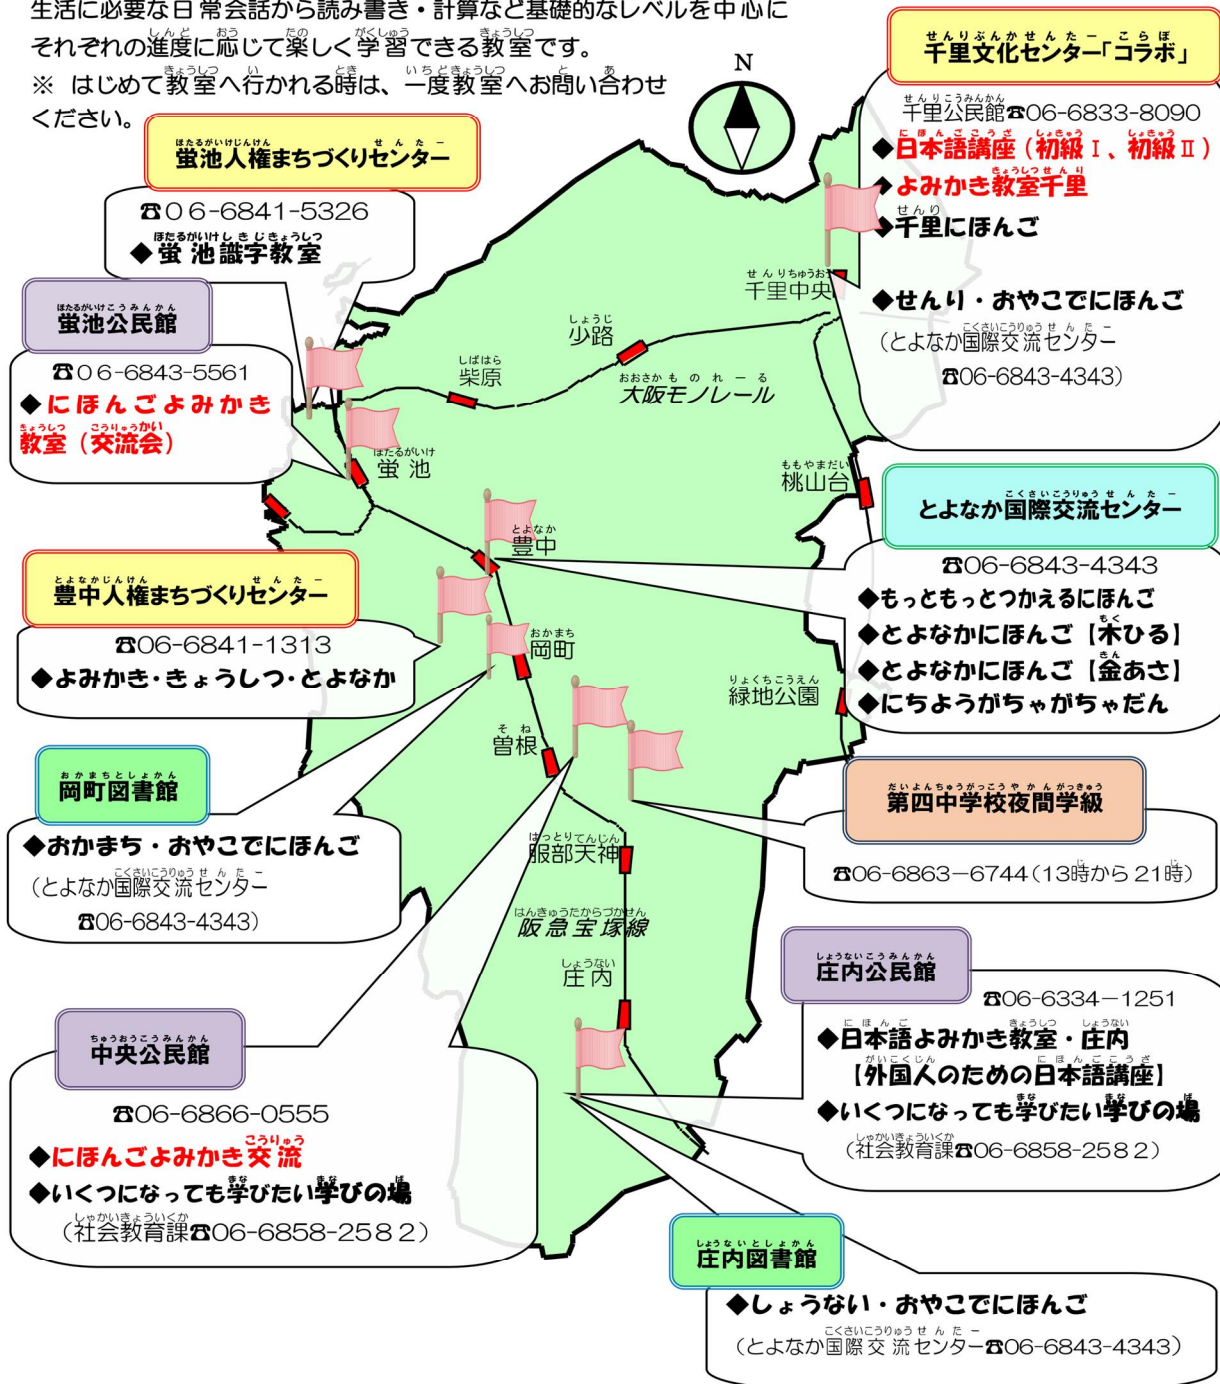 生活に必要な日常会話から読み書き・計算など基礎的なレベルを中心に
それぞれの進度に応じて楽しく学習できる教室です。
※ はじめて教室へ行かれる時は、一度教室へお問い合わせ
ください。
N
千里文化センター「コラボ」
千里公民館☎06-6833-8090
◆日本語講座（初級Ⅰ、初級Ⅱ）
◆よみかき教室千里
◆千里にほんご
◆せんり・おやこでにほんご
（とよなか国際交流センター
☎06-6843-4343）
蛍池人権まちづくりセンター
☎06-6841-5326
◆蛍池識字教室
蛍池公民館
☎06-6843-5561
◆にほんごよみかき
教室（交流会）
千里中央
少路
柴原
大阪モノレール
蛍池
桃山台
豊中
岡町
緑地公園
曽根
服部天神
阪急宝塚線
庄内
とよなか国際交流センター
☎06-6843-4343
◆もっともっとつかえるにほんご
◆とよなかにほんご【木ひる】
◆とよなかにほんご【金あさ】
◆にちようがちゃがちゃだん
豊中人権まちづくりセンター
☎06-6841-1313
◆よみかき・きょうしつ・とよなか
岡町図書館
◆おかまち・おやこでにほんご
（とよなか国際交流センター
☎06-6843-4343）
第四中学校夜間学級
☎06-6863－6744（13時から21時）
庄内公民館
☎06-6334－1251
◆日本語よみかき教室・庄内
【外国人のための日本語講座】
◆いくつになっても学びたい学びの場
（社会教育課☎06-6858-2582）
中央公民館
☎06-6866-0555
◆にほんごよみかき交流
◆いくつになっても学びたい学びの場
（社会教育課☎06-6858-2582）
庄内図書館
◆しょうない・おやこでにほんご
（とよなか国際交流センター☎06-6843-4343）